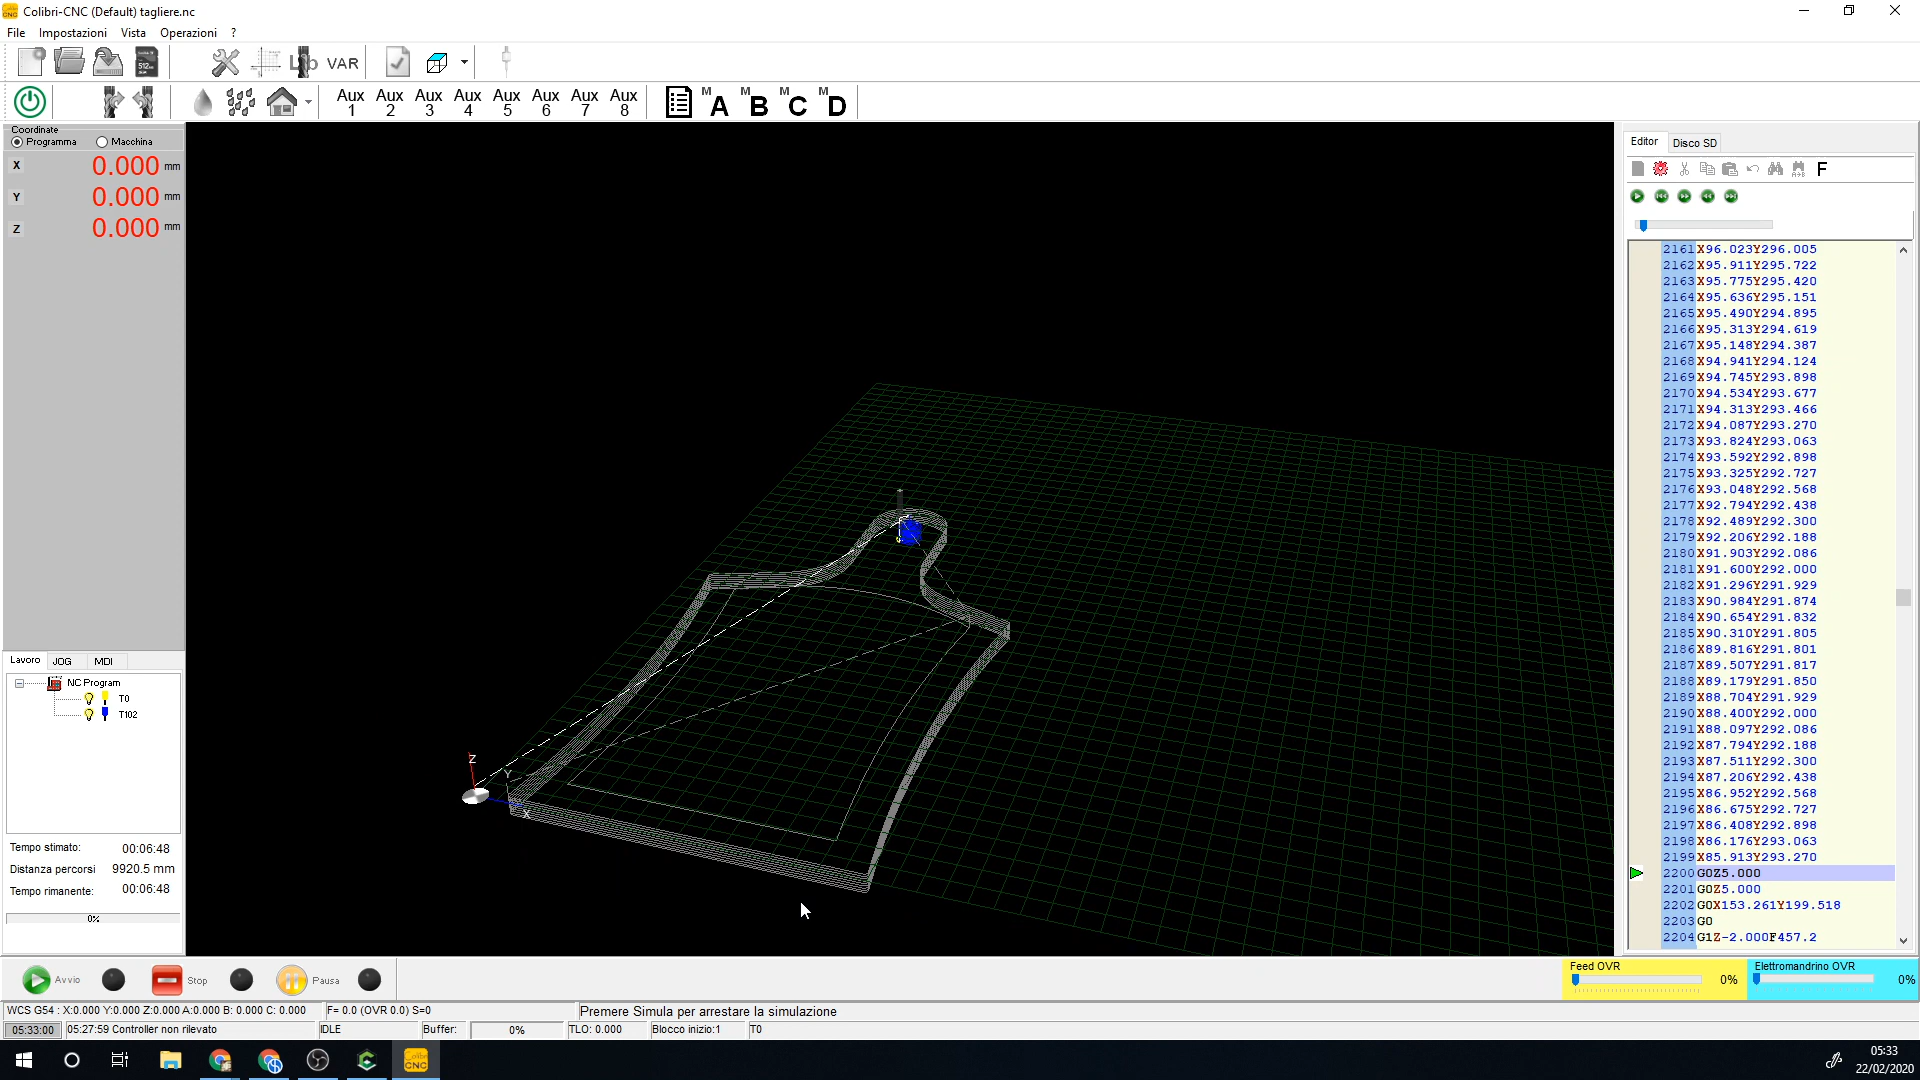 Colibri-CNC (Default) tagliere.nc
File Impostazioni Vista Operazioni ?
VAR
Aux 1 Aux 2 Aux 3 Aux 4 Aux 5 Aux 6 Aux 7 Aux 8 M A M B M C M D
Coordinate
Programma Macchina
X 0.000 mm
Y 0.000 mm
Z 0.000 mm
Z
Y
X
Editor Disco SD
F
2161 X96.023Y296.005
2162 X95.911Y295.722
2163 X95.775Y295.420
2164 X95.636Y295.151
2165 X95.490Y294.895
2166 X95.313Y294.619
2167 X95.148Y294.387
2168 X94.941Y294.124
2169 X94.745Y293.898
2170 X94.534Y293.677
2171 X94.313Y293.466
2172 X94.087Y293.270
2173 X93.824Y293.063
2174 X93.592Y292.898
2175 X93.325Y292.727
2176 X93.048Y292.568
2177 X92.794Y292.438
2178 X92.489Y292.300
2179 X92.206Y292.188
2180 X91.903Y292.086
2181 X91.600Y292.000
2182 X91.296Y291.929
2183 X90.984Y291.874
2184 X90.654Y291.832
2185 X90.310Y291.805
2186 X89.816Y291.801
2187 X89.507Y291.817
2188 X89.179Y291.850
2189 X88.704Y291.929
2190 X88.400Y292.000
2191 X88.097Y292.086
2192 X87.794Y292.188
2193 X87.511Y292.300
2194 X87.206Y292.438
2195 X86.952Y292.568
2196 X86.675Y292.727
2197 X86.408Y292.898
2198 X86.176Y293.063
2199 X85.913Y293.270
2200 G0Z5.000
2201 G0Z5.000
2202 G0X153.261Y199.518
2203 G0
2204 G1Z-2.000F457.2
Lavoro JOG MDI
NC Program
T0
T102
Tempo stimato: 00:06:48
Distanza percorsi 9920.5 mm
Tempo rimanente: 00:06:48
0%
Avvio Stop Pausa
Feed OVR 0%
Elettromandrino OVR 0%
WCS G54 : X:0.000 Y:0.000 Z:0.000 A:0.000 B: 0.000 C: 0.000 F= 0.0 (OVR 0.0) S=0 Premere Simula per arrestare la simulazione
05:33:00 05:27:59 Controller non rilevato IDLE Buffer: 0% TLO: 0.000 Blocco inizio:1 T0
05:33
22/02/2020